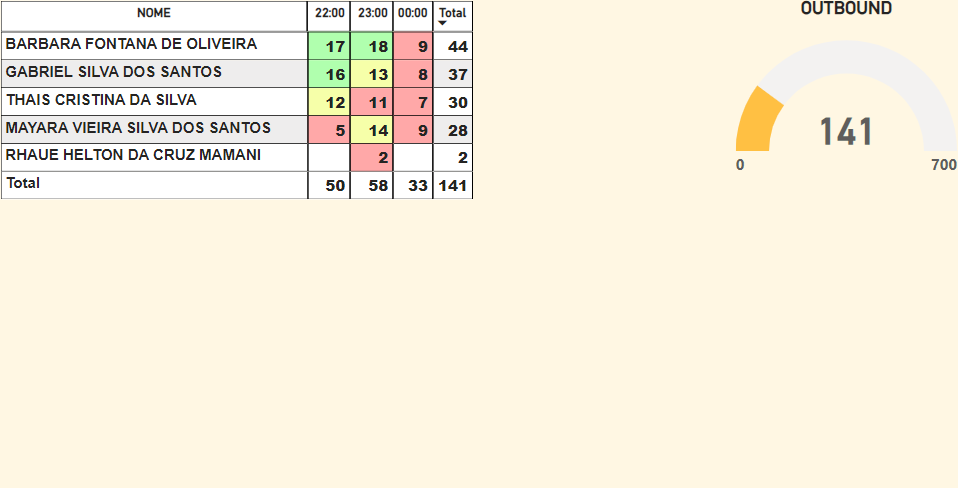 NOME 22:00 23:00 00:00 Total
BARBARA FONTANA DE OLIVEIRA 17 18 9 44
GABRIEL SILVA DOS SANTOS 16 13 8 37
THAIS CRISTINA DA SILVA 12 11 7 30
MAYARA VIEIRA SILVA DOS SANTOS 5 14 9 28
RHAUE HELTON DA CRUZ MAMANI 2 2
Total 50 58 33 141
OUTBOUND
141
0 700